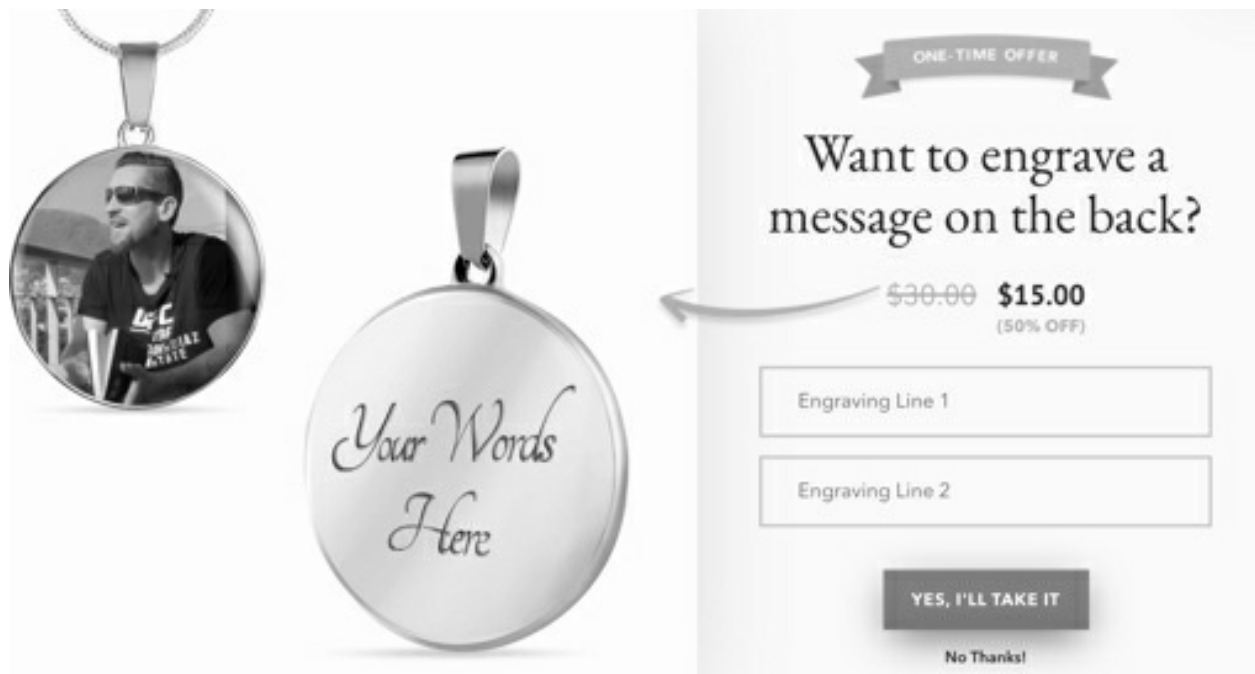 ONE-TIME OFFER
Want to engrave a
message on the back?
$30.00 $15.00
(50% OFF)
Engraving Line 1
Engraving Line 2
YES, I'LL TAKE IT
No Thanks!
Your Words
Here